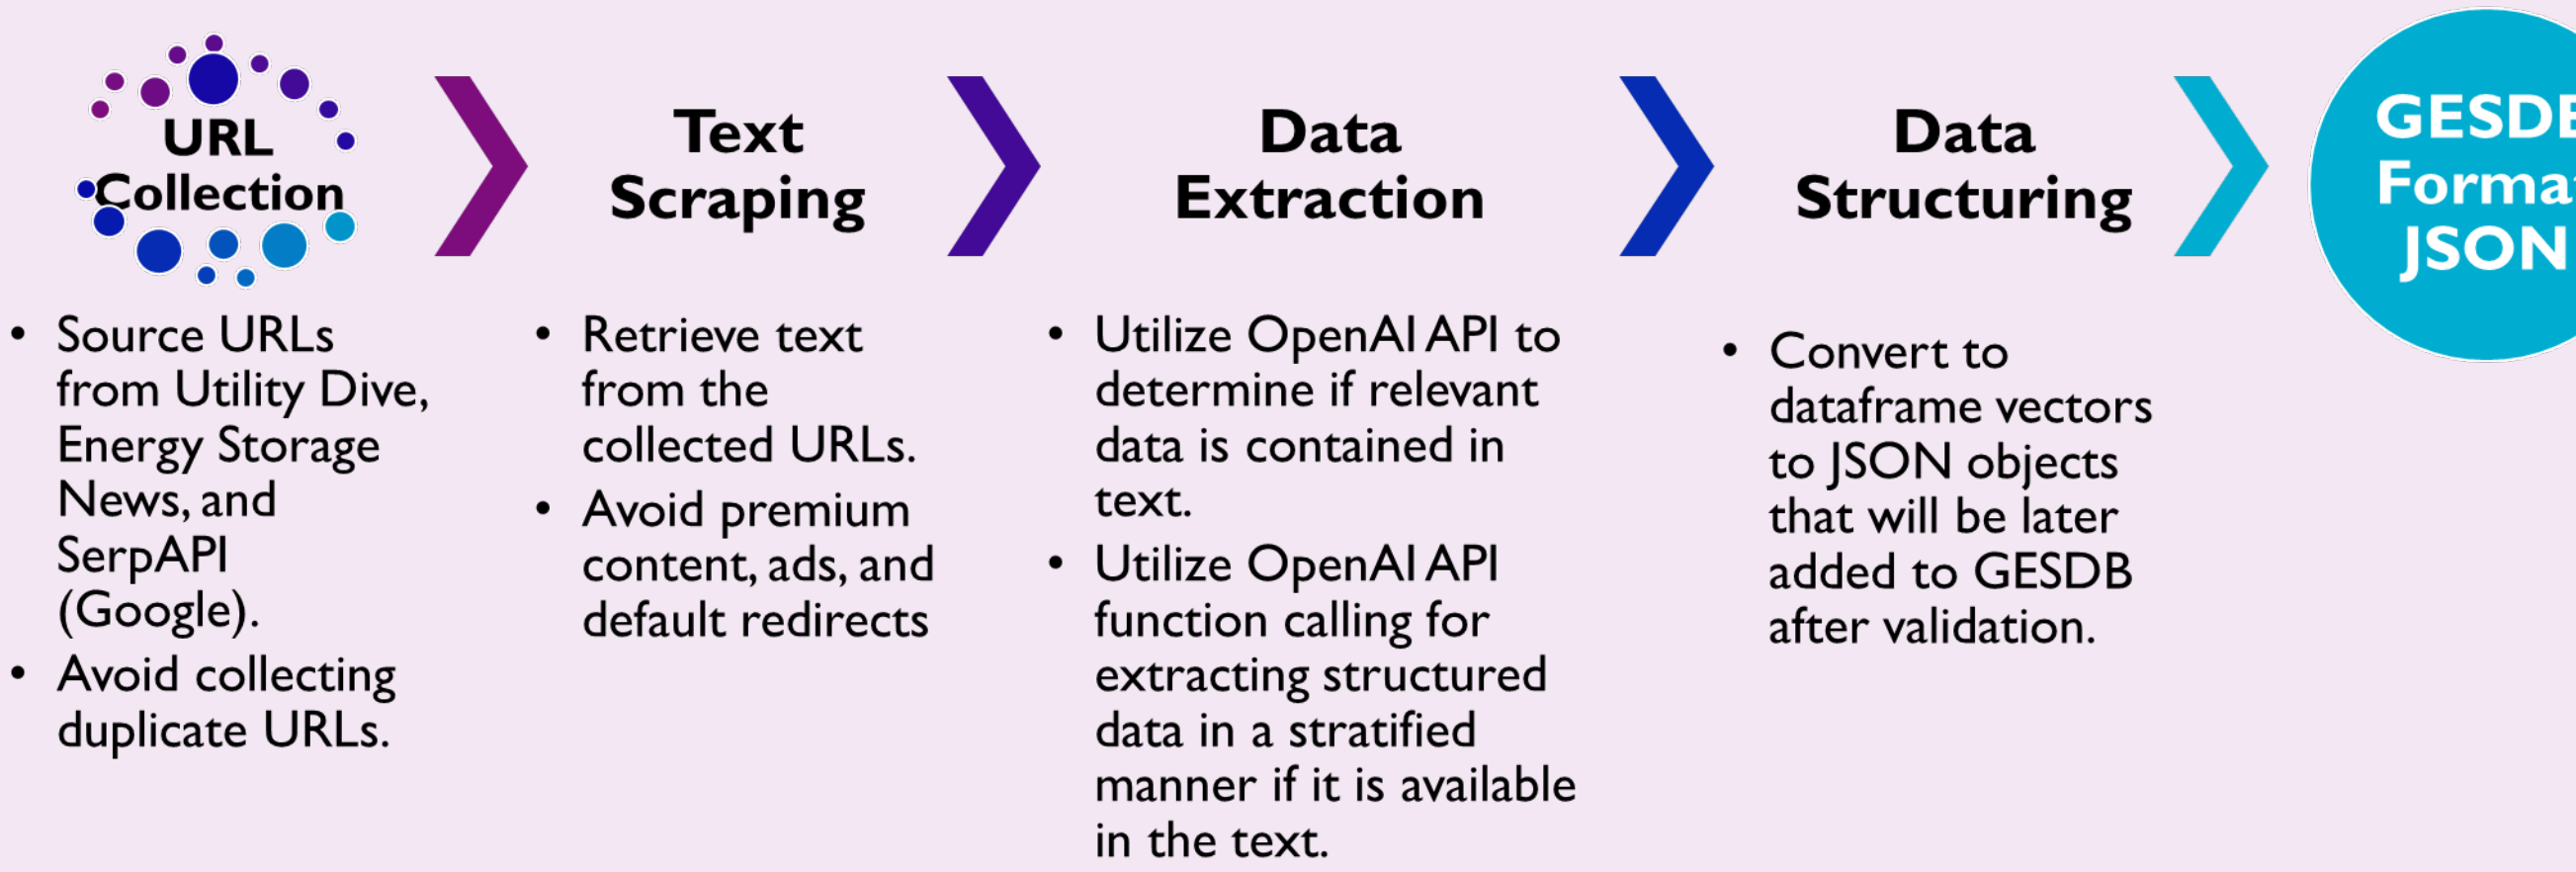 URL
Collection
• Source URLs
from Utility Dive,
Energy Storage
News, and
SerpAPI
(Google).
• Avoid collecting
duplicate URLs.
Text
Scraping
• Retrieve text
from the
collected URLs.
• Avoid premium
content, ads, and
default redirects
Data
Extraction
• Utilize OpenAI API to
determine if relevant
data is contained in
text.
• Utilize OpenAI API
function calling for
extracting structured
data in a stratified
manner if it is available
in the text.
Data
Structuring
• Convert to
dataframe vectors
to JSON objects
that will be later
added to GESDB
after validation.
GESDB
Format
JSON